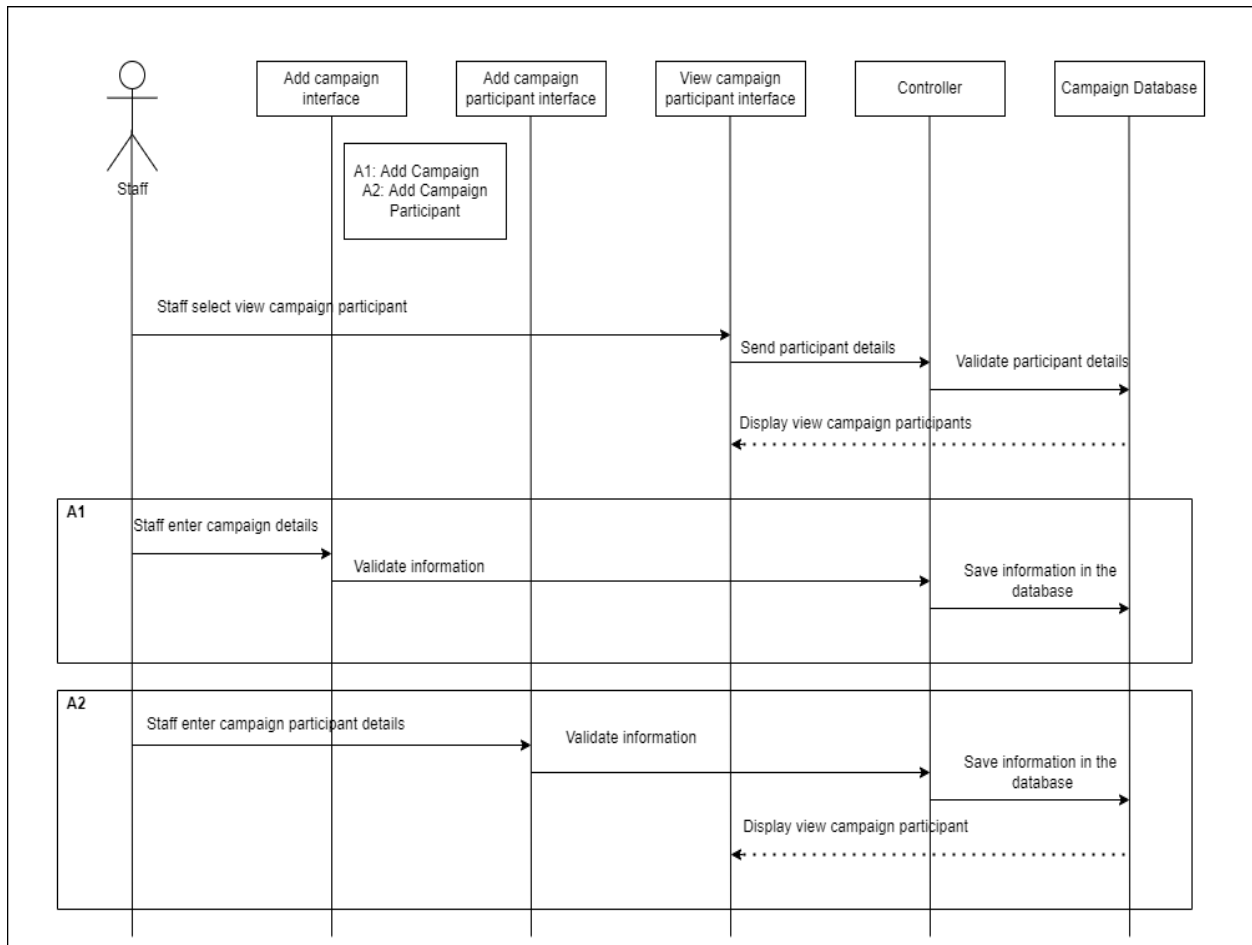 Add campaign
interface
Add campaign
participant interface
View campaign
participant interface
Controller
Campaign Database
A1: Add Campaign
A2: Add Campaign
Participant
Staff
Staff select view campaign participant
Send participant details
Validate participant details
Display view campaign participants
A1
Staff enter campaign details
Validate information
Save information in the
database
A2
Staff enter campaign participant details
Validate information
Save information in the
database
Display view campaign participant